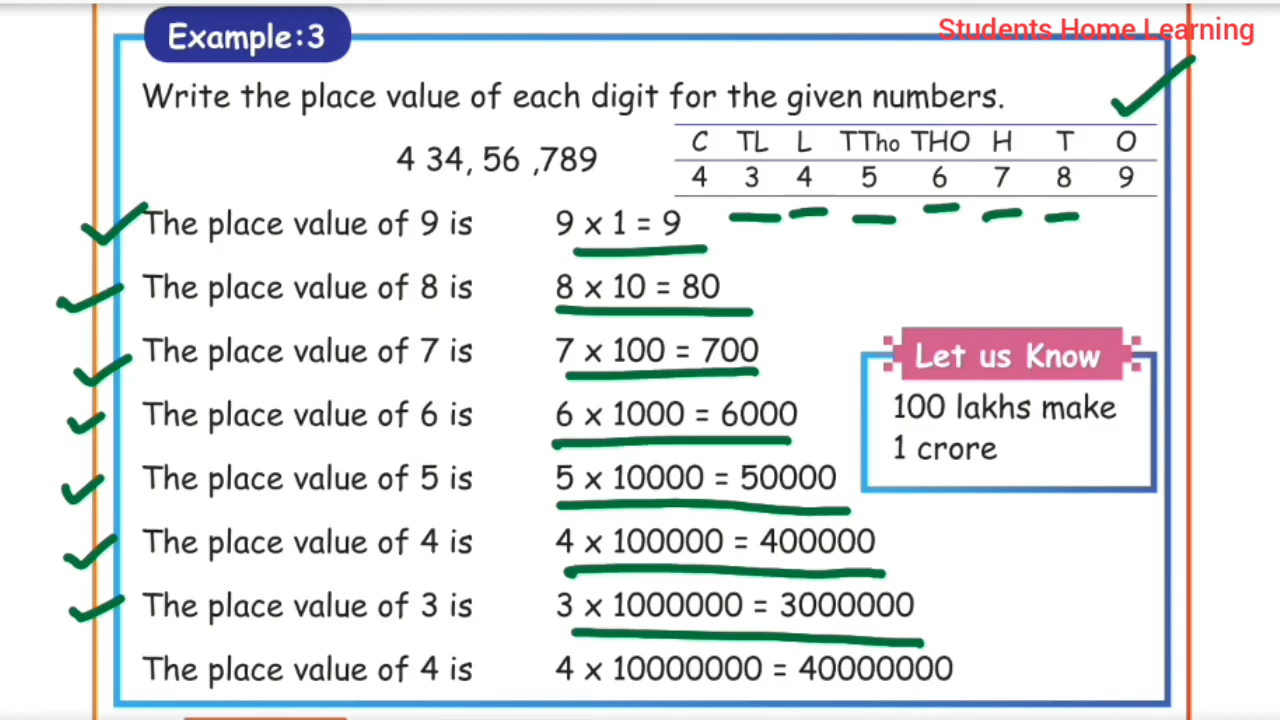 Example:3
Students Home Learning
Write the place value of each digit for the given numbers.
4 34, 56 ,789
C TL L TTho THO H T O
4 3 4 5 6 7 8 9
The place value of 9 is 9 x 1 = 9
The place value of 8 is 8 x 10 = 80
The place value of 7 is 7 x 100 = 700
The place value of 6 is 6 x 1000 = 6000
The place value of 5 is 5 x 10000 = 50000
The place value of 4 is 4 x 100000 = 400000
The place value of 3 is 3 x 1000000 = 3000000
The place value of 4 is 4 x 10000000 = 40000000
Let us Know
100 lakhs make
1 crore